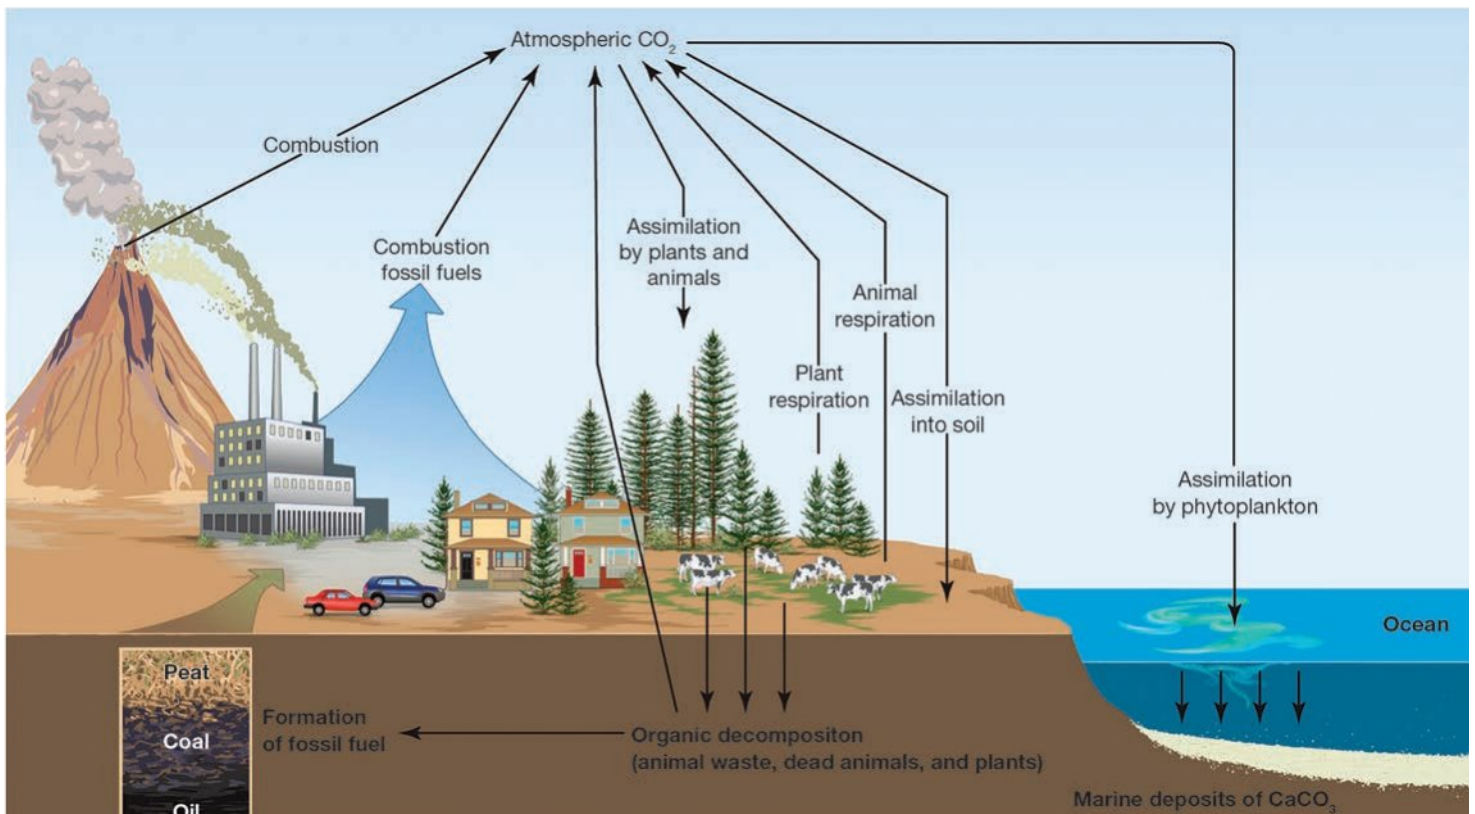 Atmospheric CO₂
Combustion
Combustion
fossil fuels
Assimilation
by plants and
animals
Animal
respiration
Plant
respiration
Assimilation
into soil
Assimilation
by phytoplankton
Ocean
Peat
Coal
Oil
Formation
of fossil fuel
Organic decompositon
(animal waste, dead animals, and plants)
Marine deposits of CaCO₃